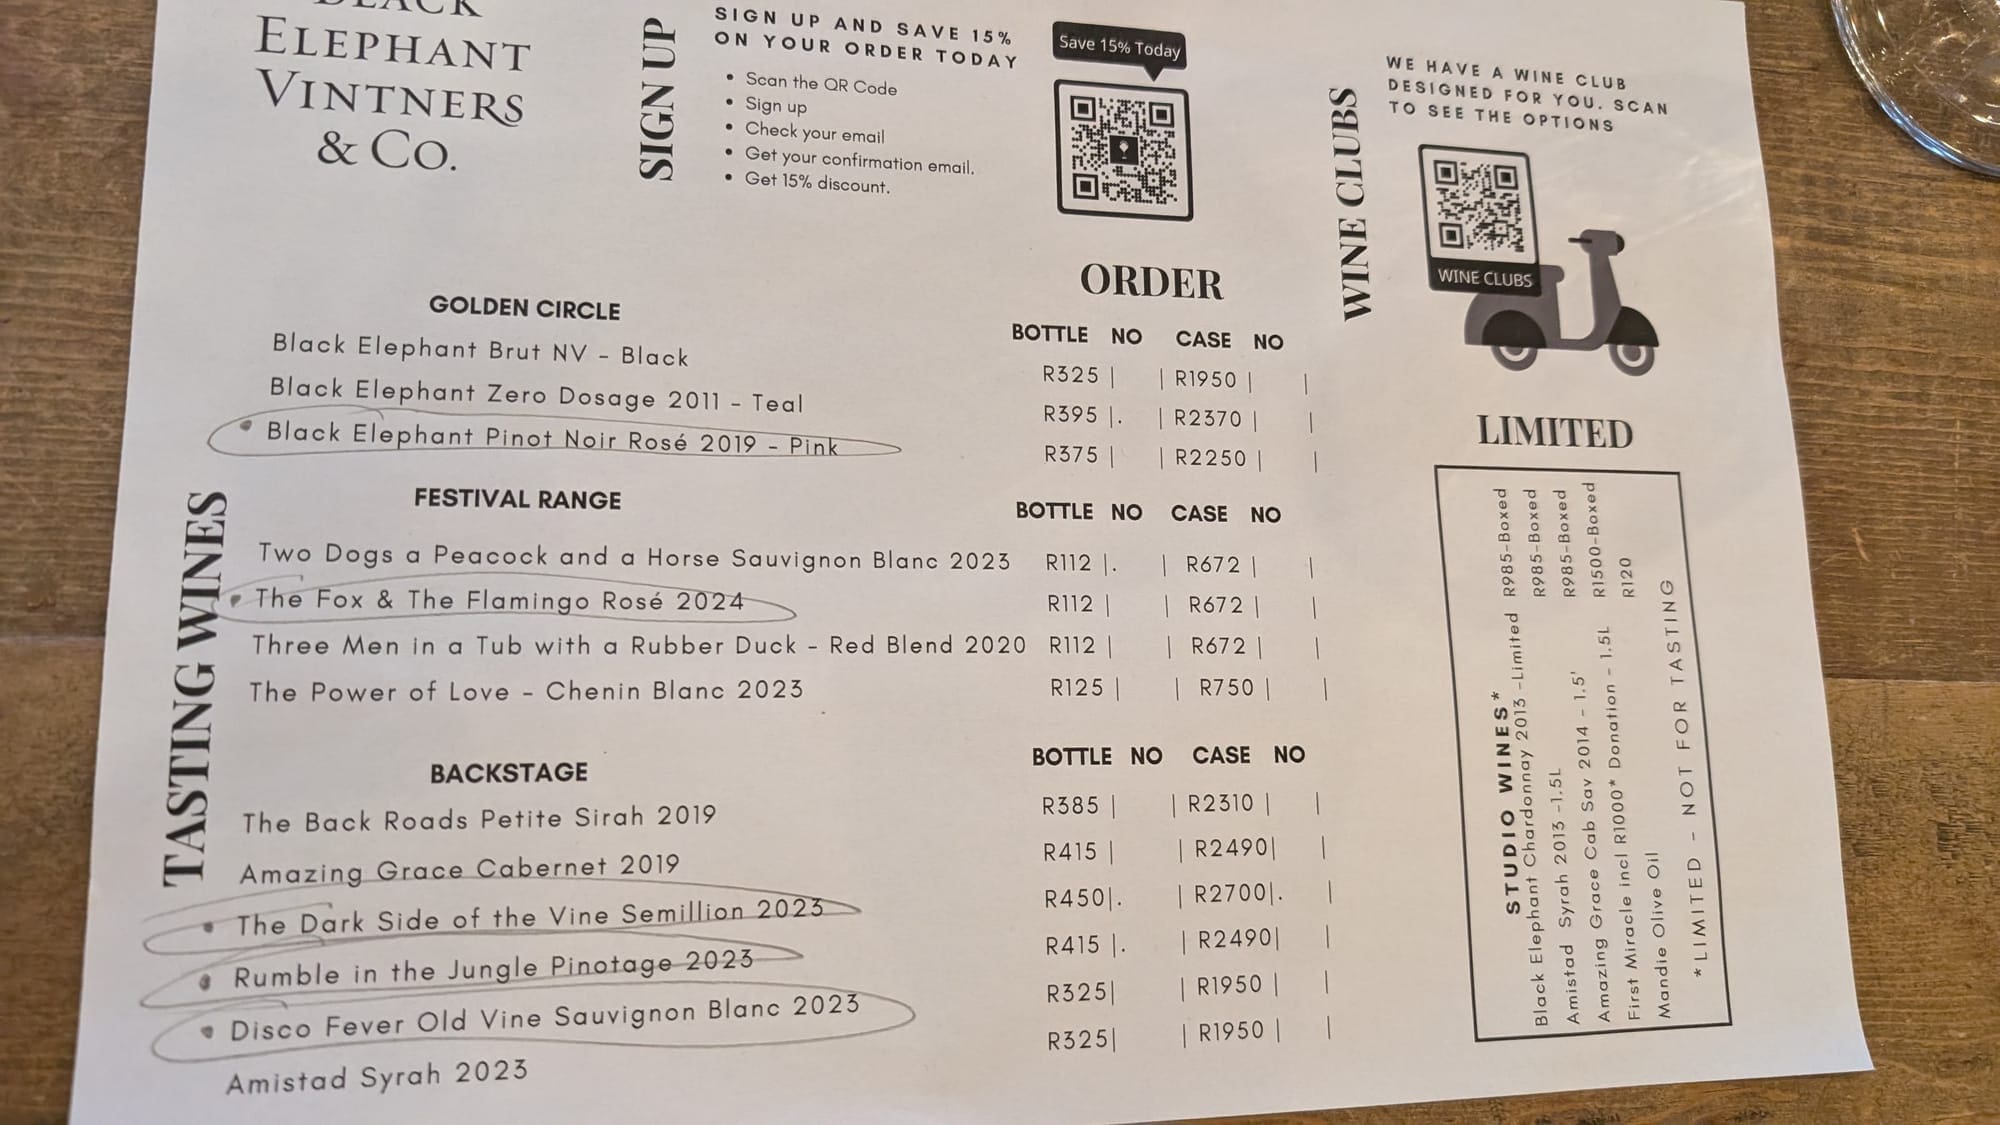 BLACK
ELEPHANT
VINTNERS
& CO.
SIGN UP
SIGN UP AND SAVE 15%
ON YOUR ORDER TODAY
• Scan the QR Code
• Sign up
• Check your email
• Get your confirmation email.
• Get 15% discount.
Save 15% Today
WINE CLUBS
WE HAVE A WINE CLUB
DESIGNED FOR YOU. SCAN
TO SEE THE OPTIONS
WINE CLUBS
TASTING WINES
ORDER
GOLDEN CIRCLE
BOTTLE NO CASE NO
Black Elephant Brut NV - Black R325 | | R1950 | |
Black Elephant Zero Dosage 2011 - Teal R395 |. | R2370 | |
• Black Elephant Pinot Noir Rosé 2019 - Pink R375 | | R2250 | |
FESTIVAL RANGE
BOTTLE NO CASE NO
Two Dogs a Peacock and a Horse Sauvignon Blanc 2023 R112 |. | R672 | |
• The Fox & The Flamingo Rosé 2024 R112 | | R672 | |
Three Men in a Tub with a Rubber Duck - Red Blend 2020 R112 | | R672 | |
The Power of Love - Chenin Blanc 2023 R125 | | R750 | |
BACKSTAGE
BOTTLE NO CASE NO
The Back Roads Petite Sirah 2019 R385 | | R2310 | |
Amazing Grace Cabernet 2019 R415 | | R2490| |
• The Dark Side of the Vine Semillion 2023 R450|. | R2700|. |
• Rumble in the Jungle Pinotage 2023 R415 |. | R2490| |
• Disco Fever Old Vine Sauvignon Blanc 2023 R325| | R1950 | |
Amistad Syrah 2023 R325| | R1950 | |
LIMITED
STUDIO WINES*
Black Elephant Chardonnay 2013 -Limited R985-Boxed
Amistad Syrah 2013 -1.5L R985-Boxed
Amazing Grace Cab Sav 2014 - 1.5' R985-Boxed
First Miracle incl R1000* Donation - 1.5L R1500-Boxed
Mandie Olive Oil R120
*LIMITED - NOT FOR TASTING